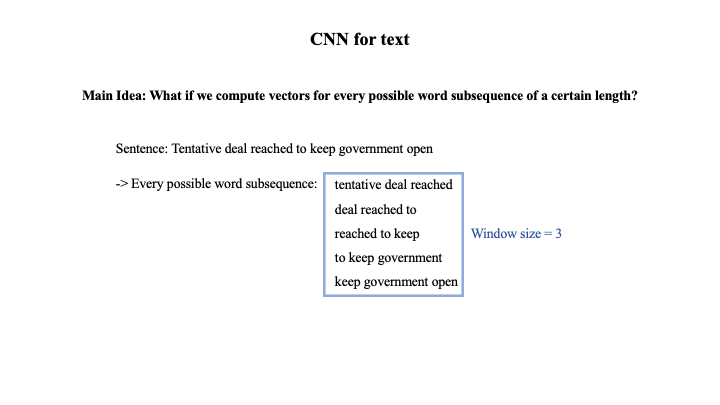 CNN for text
Main Idea: What if we compute vectors for every possible word subsequence of a certain length?
Sentence: Tentative deal reached to keep government open
-> Every possible word subsequence:
tentative deal reached
deal reached to
reached to keep
to keep government
keep government open
Window size = 3